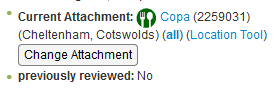 Current Attachment: Copa (2259031)
(Cheltenham, Cotswolds) (all) (Location Tool)
Change Attachment
previously reviewed: No